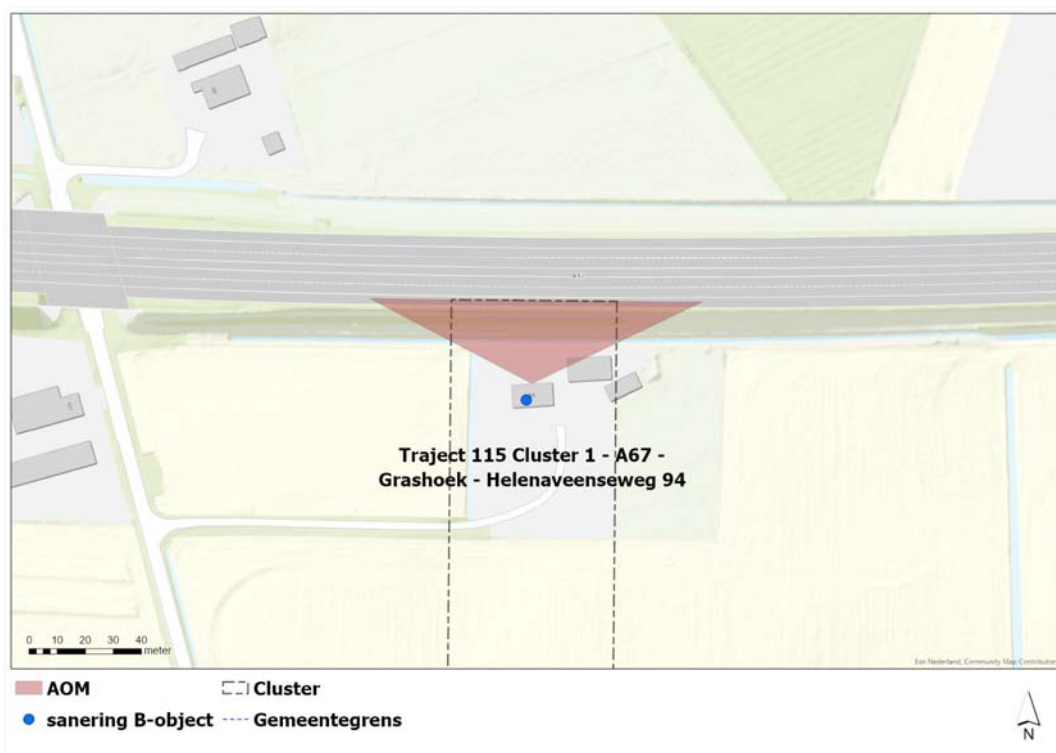 Traject 115 Cluster 1 - A67 -
Grashoek - Helenaveenseweg 94
0 10 20 30 40
meter
Esri Nederland, Community Map Contributors
AOM
Cluster
sanering B-object
Gemeentegrens
N